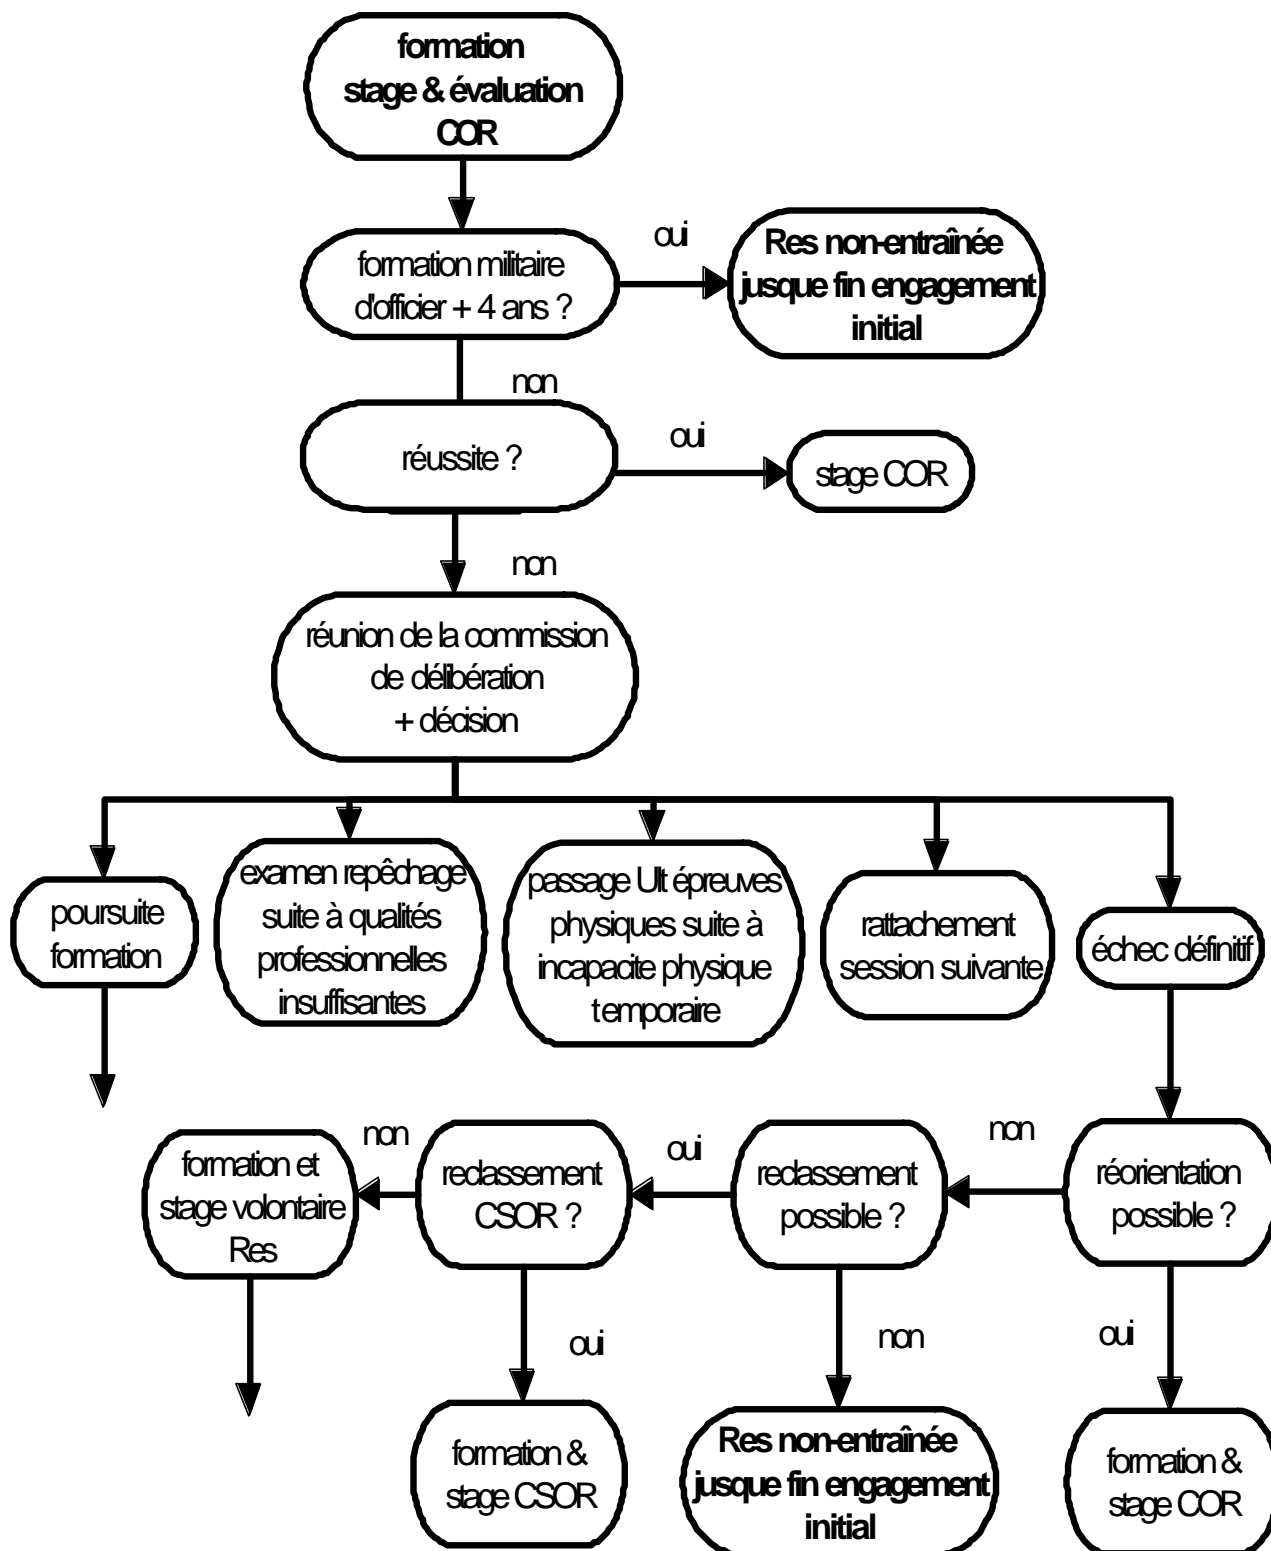 formation
stage & évaluation
COR
formation militaire
d'officier + 4 ans ?
oui
Res non-entraînée
jusque fin engagement
initial
non
réussite ?
oui
stage COR
non
réunion de la commission
de délibération
+ décision
poursuite
formation
examen repêchage
suite à qualités
professionnelles
insuffisantes
passage Ult épreuves
physiques suite à
incapacite physique
temporaire
rattachement
session suivante
échec définitif
réorientation
possible ?
non
reclassement
possible ?
oui
reclassement
CSOR ?
non
formation et
stage volontaire
Res
oui
formation &
stage CSOR
non
Res non-entraînée
jusque fin engagement
initial
oui
formation &
stage COR